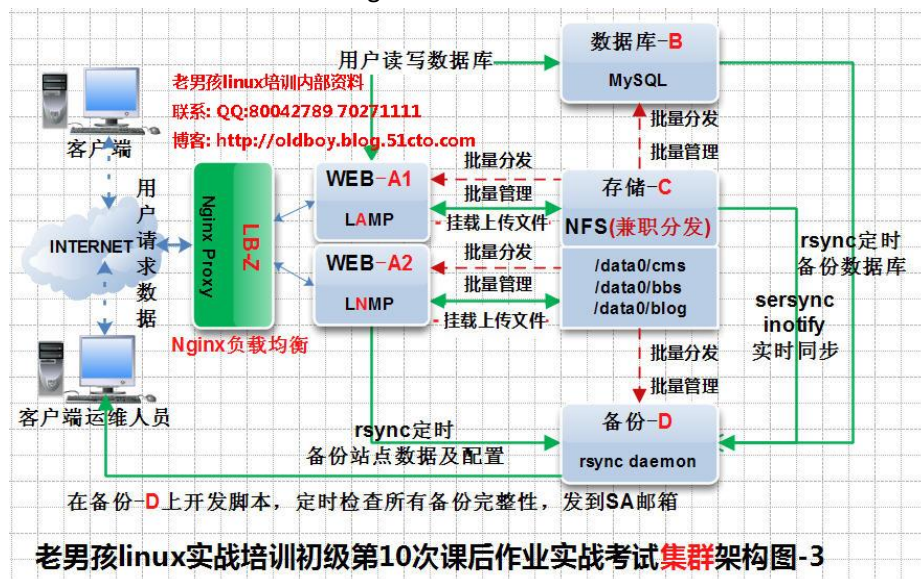 数据库-B
MySQL
用户读写数据库
老男孩linux培训内部资料
联系: QQ:80042789 70271111
博客: http://oldboy.blog.51cto.com
客户端
批量分发
批量管理
用户请求数据
INTERNET
Nginx Proxy
LB-Z
WEB-A1
LAMP
批量分发
批量管理
挂载上传文件
存储-C
NFS(兼职分发)
WEB-A2
LNMP
批量分发
批量管理
挂载上传文件
/data0/cms
/data0/bbs
/data0/blog
rsync定时
备份数据库
sersync
inotify
实时同步
Nginx负载均衡
批量分发
批量管理
客户端运维人员
rsync定时
备份站点数据及配置
备份-D
rsync daemon
在备份-D上开发脚本，定时检查所有备份完整性，发到SA邮箱
老男孩linux实战培训初级第10次课后作业实战考试集群架构图-3